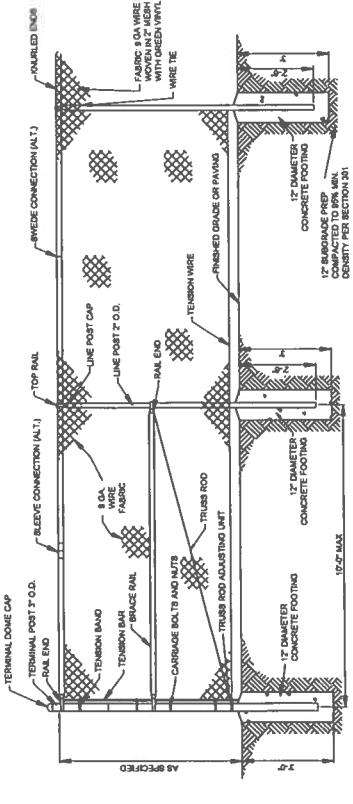 TERMINAL DOME CAP
TERMINAL POST 3" O.D.
RAIL END
SLEEVE CONNECTION (ALT.)
TOP RAIL
LINE POST CAP
LINE POST 2" O.D.
SWEDE CONNECTION (ALT.)
KNURLED ENDS
FABRIC: 9 GA WIRE
WOVEN IN 2" MESH
WITH GREEN VINYL
WIRE TIE
9 GA
WIRE
FABRIC
TENSION BAND
TENSION BAR
BRACE RAIL
RAIL END
CARRIAGE BOLTS AND NUTS
TRUSS ROD
TRUSS ROD ADJUSTING UNIT
TENSION WIRE
FINISHED GRADE OR PAVING
AS SPECIFIED
3'-0"
12" DIAMETER
CONCRETE FOOTING
10'-0" MAX
12" DIAMETER
CONCRETE FOOTING
2'-6"
3'
12" DIAMETER
CONCRETE FOOTING
2'-6"
3'
12" SUBGRADE PREP
COMPACTED TO 95% MIN.
DENSITY PER SECTION 301